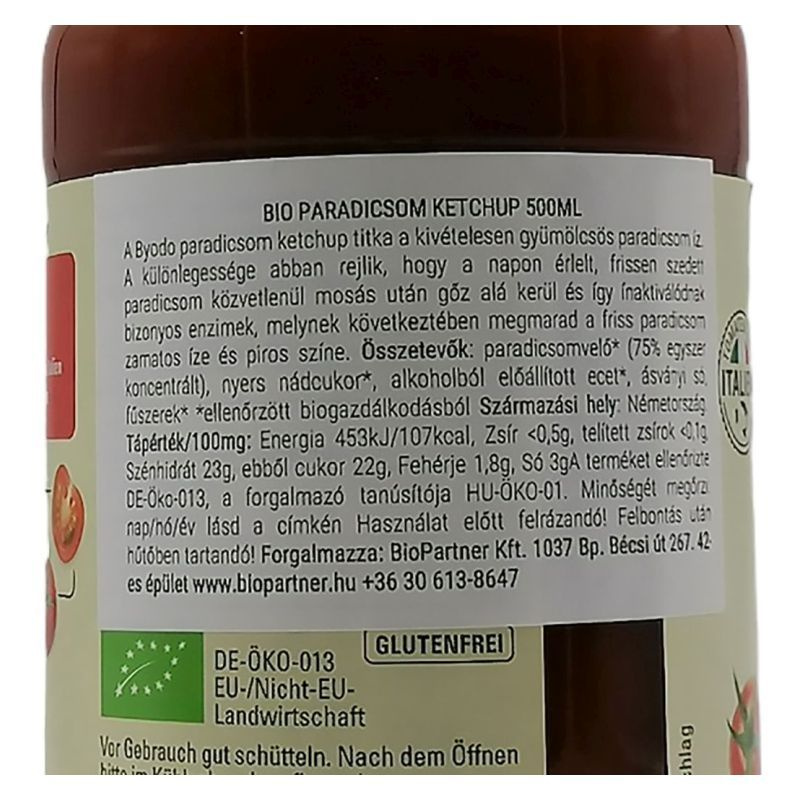 BIO PARADICSOM KETCHUP 500ML
A Byodo paradicsom ketchup titka a kivételesen gyümölcsös paradicsom íz.
A különlegessége abban rejlik, hogy a napon érlelt, frissen szedett
paradicsom közvetlenül mosás után gőz alá kerül és így ínaktiválódnak
bizonyos enzimek, melynek következtében megmarad a friss paradicsom
zamatos íze és piros színe. Összetevők: paradicsomvelő* (75% egyszer
koncentrált), nyers nádcukor*, alkoholból előállított ecet*, ásványi só,
fűszerek* *ellenőrzött biogazdálkodásból Származási hely: Németország
Tápérték/100mg: Energia 453kJ/107kcal, Zsír <0,5g, telített zsírok <0,1g,
Szénhidrát 23g, ebből cukor 22g, Fehérje 1,8g, Só 3gA terméket ellenőrizte
DE-Öko-013, a forgalmazó tanúsítója HU-ÖKO-01. Minőségét megőrzi
nap/hó/év lásd a címkén Használat előtt felrázandó! Felbontás után
hűtőben tartandó! Forgalmazza: BioPartner Kft. 1037 Bp. Bécsi út 267. 42-
es épület www.biopartner.hu +36 30 613-8647
GLUTENFREI
DE-ÖKO-013
EU-/Nicht-EU-
Landwirtschaft
Vor Gebrauch gut schütteln. Nach dem Öffnen
bitte im